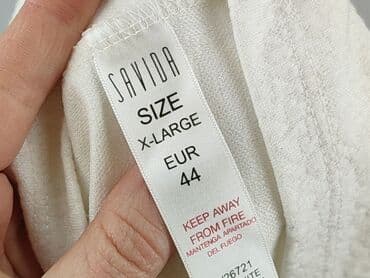 SAVIDA
SIZE
X-LARGE
EUR
44
KEEP AWAY
FROM FIRE
MANTENGA APARTADO
DEL FUEGO